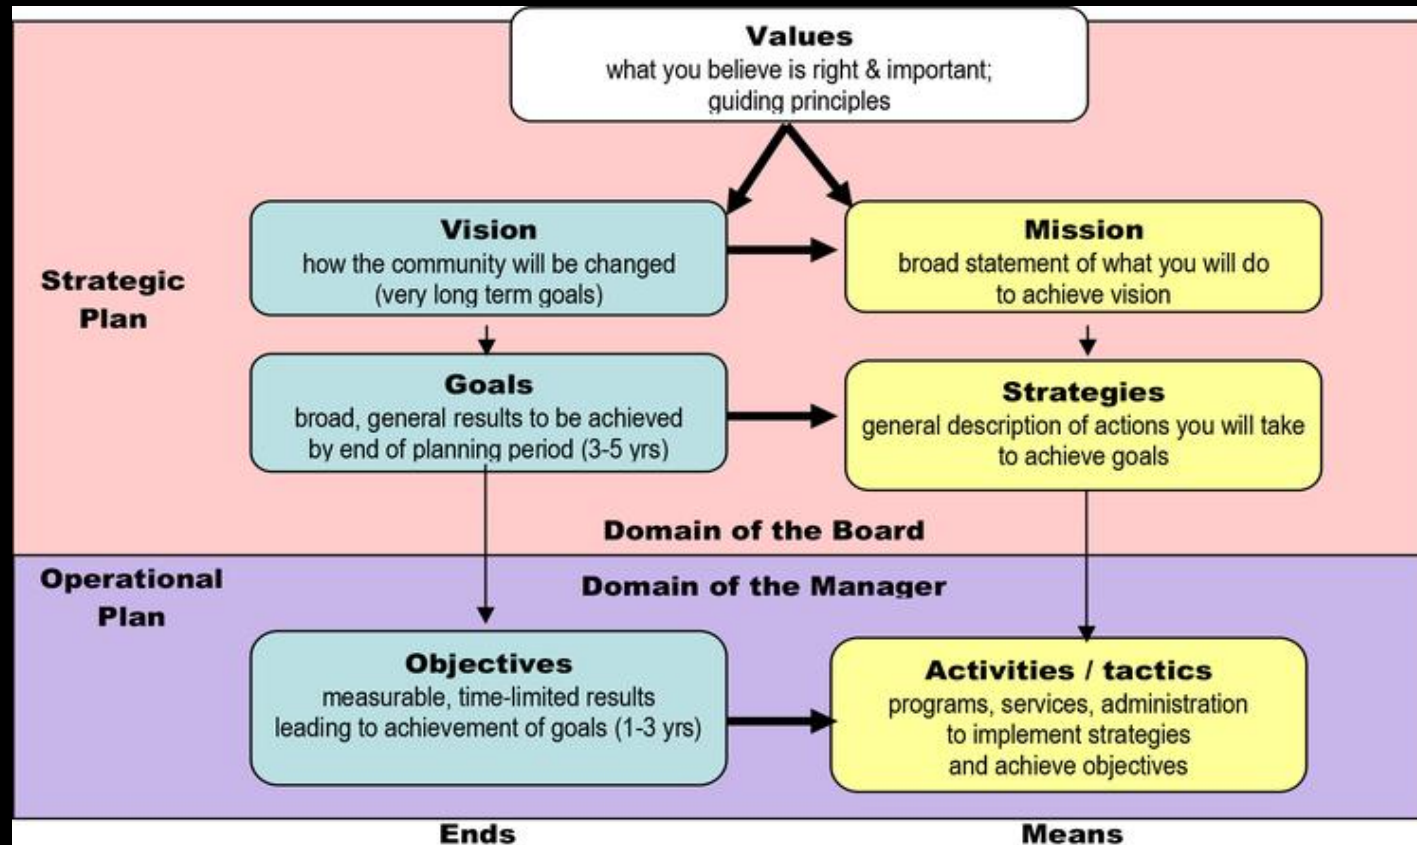 Values
what you believe is right & important;
guiding principles
Vision
how the community will be changed
(very long term goals)
Mission
broad statement of what you will do
to achieve vision
Strategic
Plan
Goals
broad, general results to be achieved
by end of planning period (3-5 yrs)
Strategies
general description of actions you will take
to achieve goals
Domain of the Board
Operational
Plan
Domain of the Manager
Objectives
measurable, time-limited results
leading to achievement of goals (1-3 yrs)
Activities / tactics
programs, services, administration
to implement strategies
and achieve objectives
Ends
Means